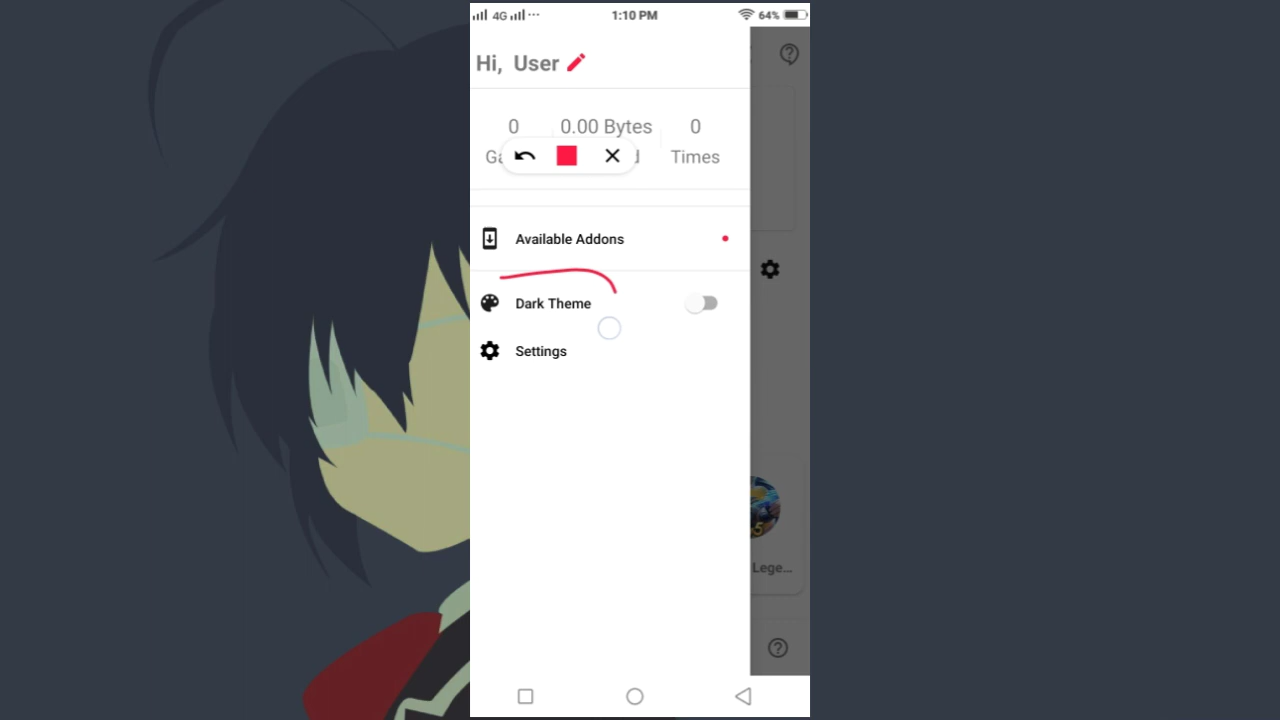 4G 1:10 PM 64%
Hi, User
0 0.00 Bytes 0
Times
Available Addons
Dark Theme
Settings
5
Lege...